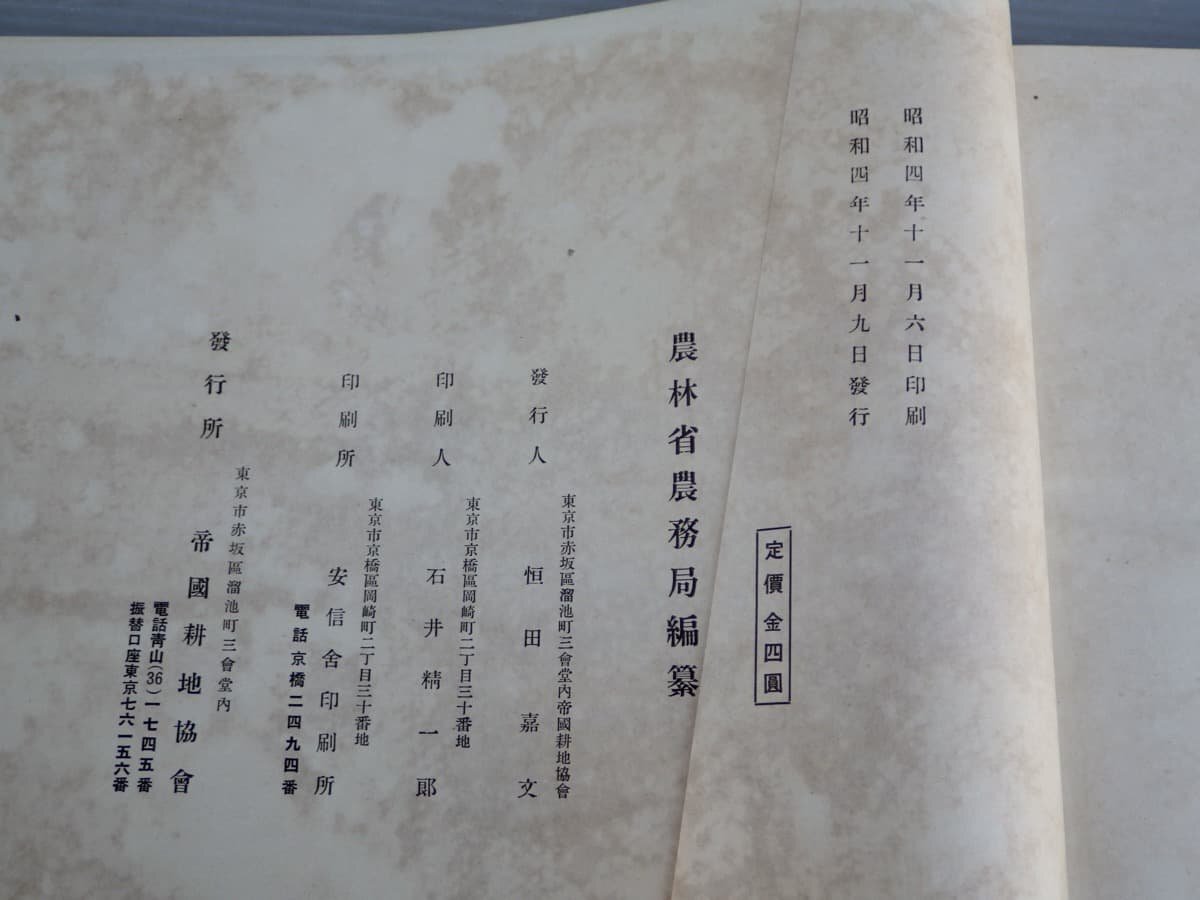 昭和四年十一月六日印刷
昭和四年十一月九日發行
定價金四圓
農林省農務局編纂
東京市赤坂區溜池町三會堂內帝國耕地協會
發行人 恒田嘉文
東京市京橋區岡崎町二丁目三十番地
印刷人 石井精一郎
東京市京橋區岡崎町二丁目三十番地
印刷所 安信舍印刷所
電話京橋二四九四番
東京市赤坂區溜池町三會堂內
發行所 帝國耕地協會
電話靑山(36)一七四五番
振替口座東京七六一五六番